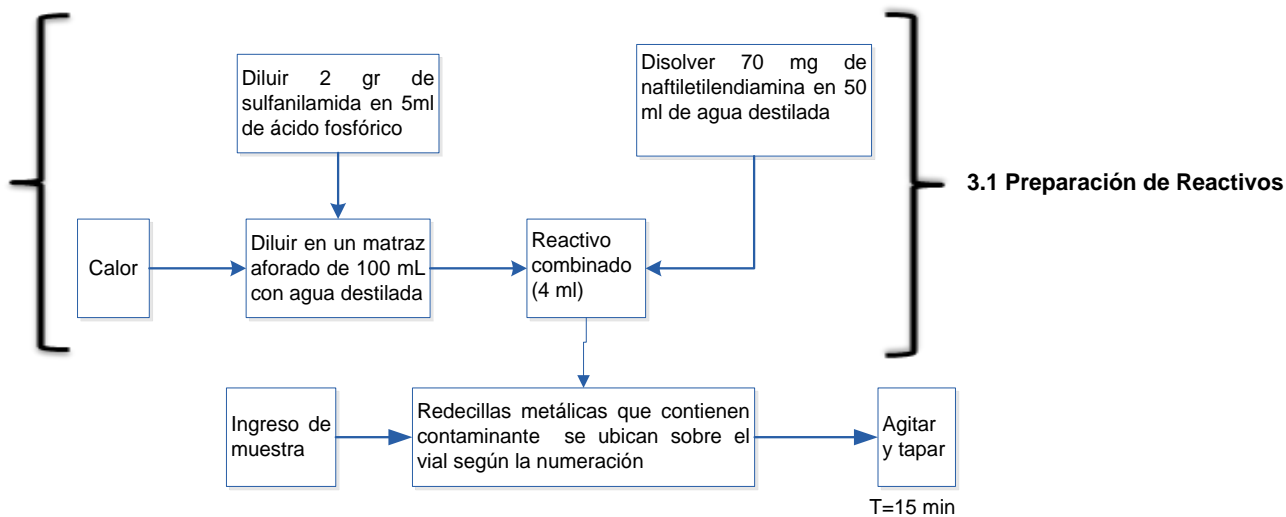 Diluir 2 gr de
sulfanilamida en 5ml
de ácido fosfórico
Disolver 70 mg de
naftiletilendiamina en 50
ml de agua destilada
3.1 Preparación de Reactivos
Calor
Diluir en un matraz
aforado de 100 mL
con agua destilada
Reactivo
combinado
(4 ml)
Ingreso de
muestra
Redecillas metálicas que contienen
contaminante se ubican sobre el
vial según la numeración
Agitar
y tapar
T=15 min